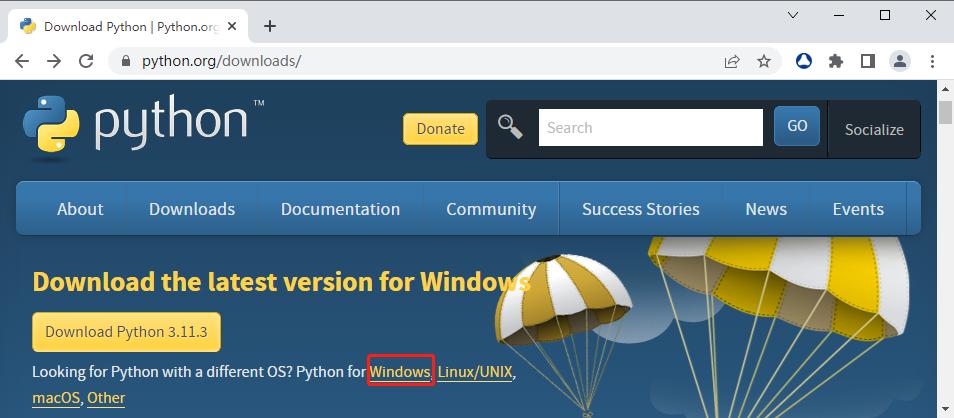 Download Python | Python.org
python.org/downloads/
python™
Donate
Search
GO
Socialize
About Downloads Documentation Community Success Stories News Events
Download the latest version for Windows
Download Python 3.11.3
Looking for Python with a different OS? Python for Windows, Linux/UNIX,
macOS, Other